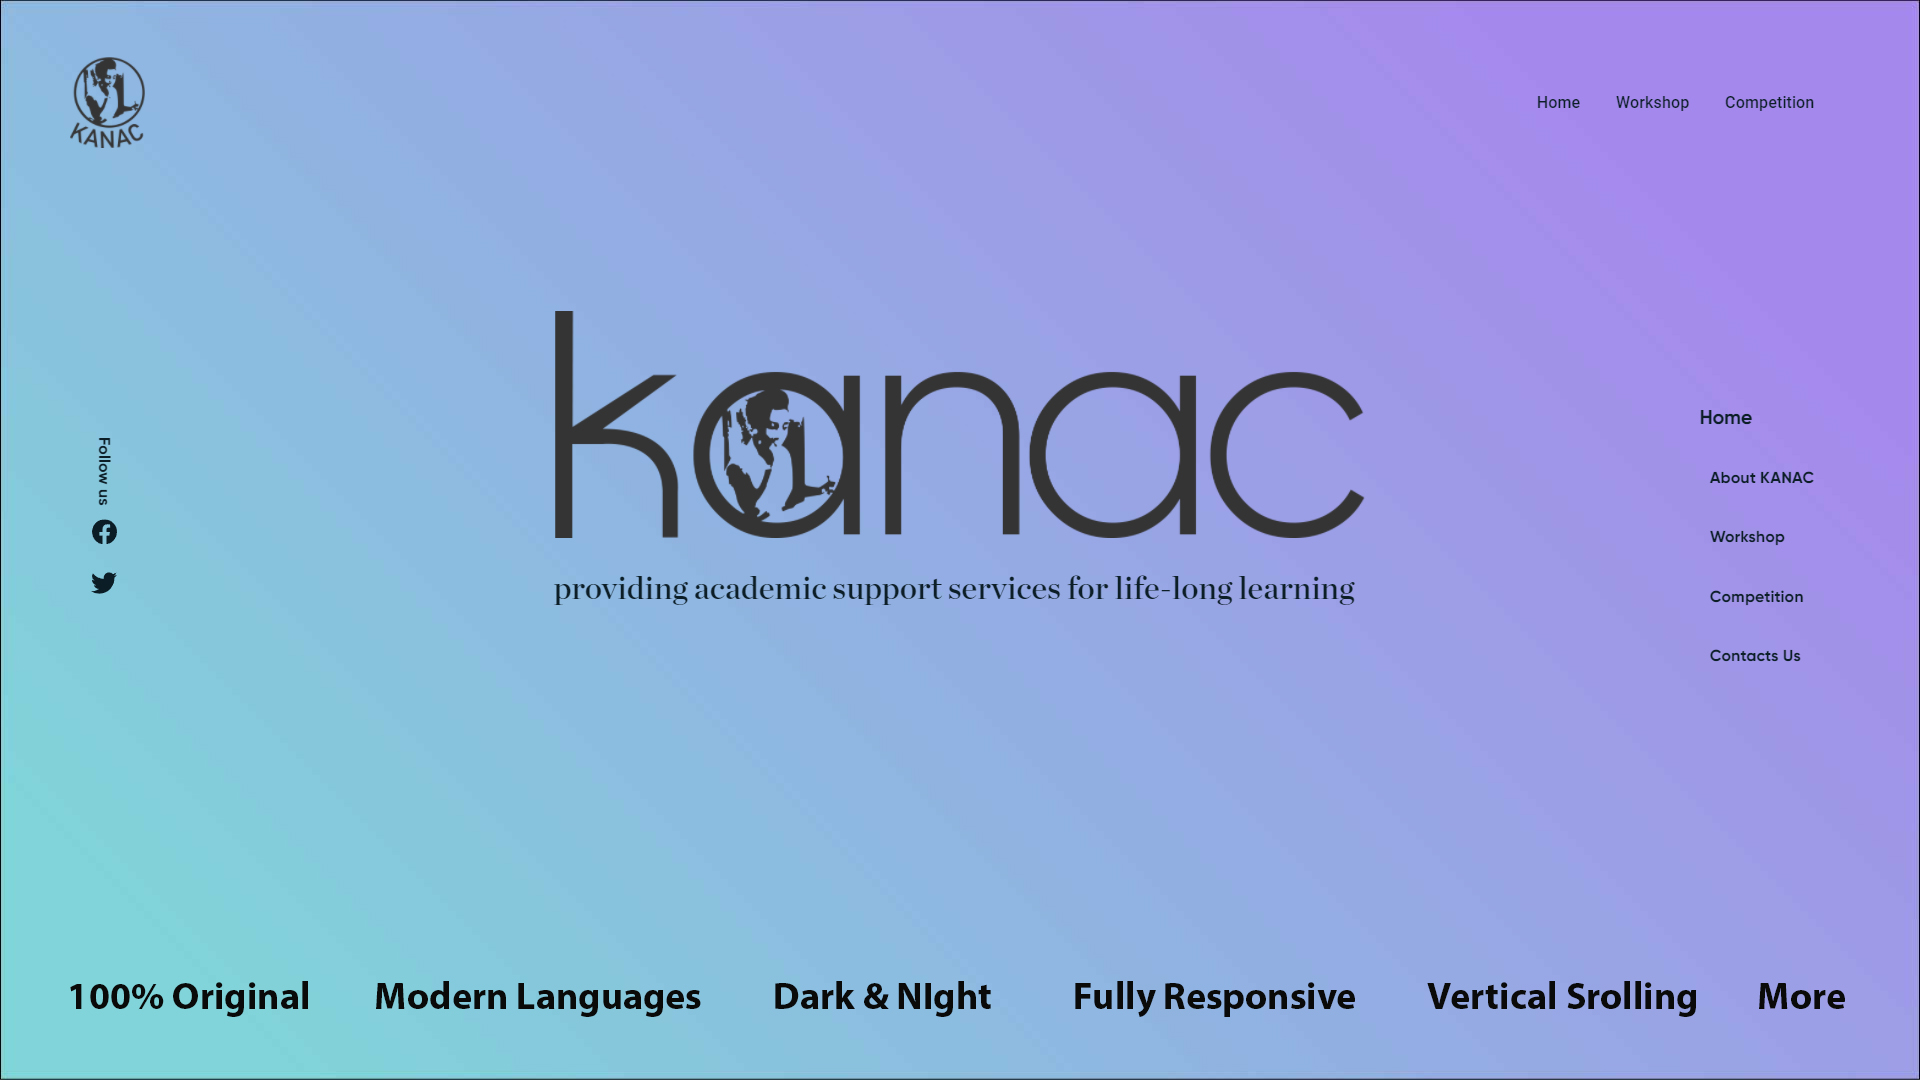 KANAC
Home Workshop Competition
kanac
providing academic support services for life-long learning
Follow us
Home
About KANAC
Workshop
Competition
Contacts Us
100% Original Modern Languages Dark & NIght Fully Responsive Vertical Srolling More